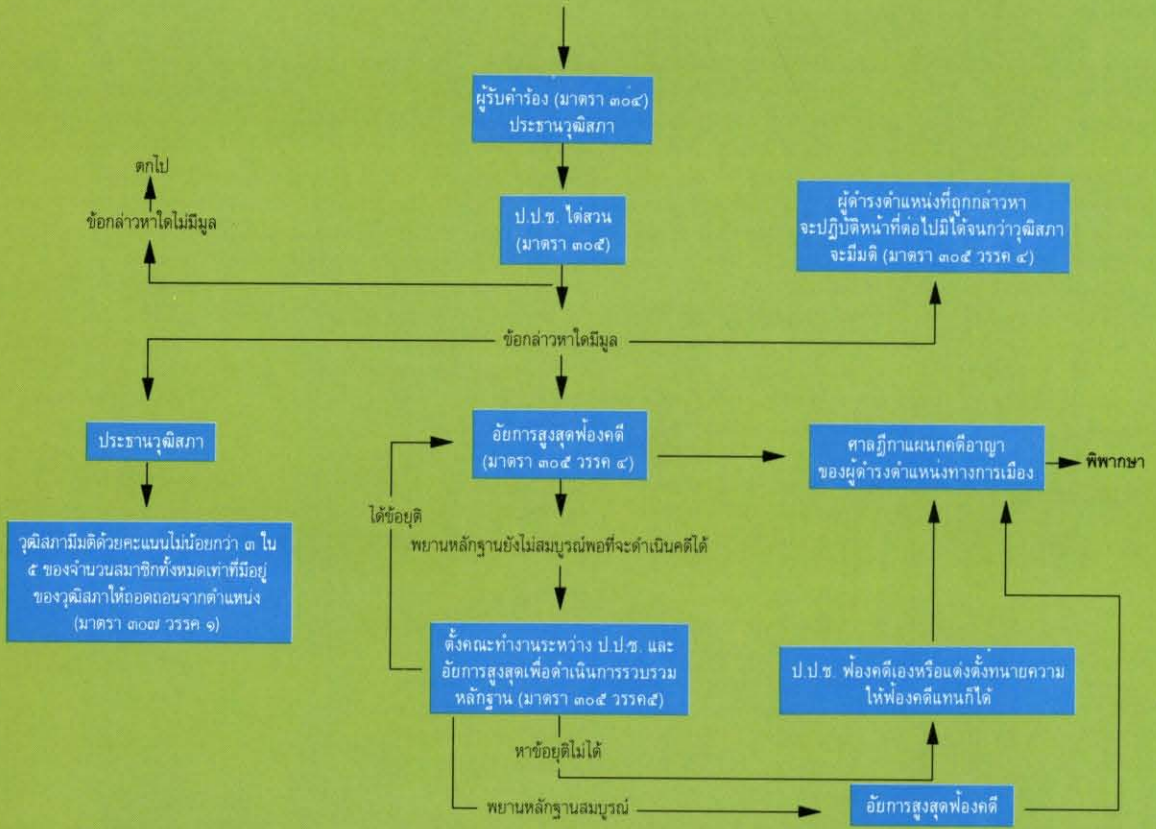 ผู้รับคำร้อง (มาตรา ๓๐๔)
ประธานวุฒิสภา
ตกไป
ข้อกล่าวหาใดไม่มีมูล
ป.ป.ช. ไต่สวน
(มาตรา ๓๐๕)
ผู้ดำรงตำแหน่งที่ถูกกล่าวหา
จะปฏิบัติหน้าที่ต่อไปมิได้จนกว่าวุฒิสภา
จะมีมติ (มาตรา ๓๐๕ วรรค ๔)
ข้อกล่าวหาใดมีมูล
ประธานวุฒิสภา
อัยการสูงสุดฟ้องคดี
(มาตรา ๓๐๕ วรรค ๔)
ศาลฎีกาแผนกคดีอาญา
ของผู้ดำรงตำแหน่งทางการเมือง
พิพากษา
ได้ข้อยุติ
พยานหลักฐานยังไม่สมบูรณ์พอที่จะดำเนินคดีได้
วุฒิสภามีมติด้วยคะแนนไม่น้อยกว่า ๓ ใน
๕ ของจำนวนสมาชิกทั้งหมดเท่าที่มีอยู่
ของวุฒิสภาให้ถอดถอนจากตำแหน่ง
(มาตรา ๓๐๗ วรรค ๑)
ตั้งคณะทำงานระหว่าง ป.ป.ช. และ
อัยการสูงสุดเพื่อดำเนินการรวบรวม
หลักฐาน (มาตรา ๓๐๕ วรรค๕)
ป.ป.ช. ฟ้องคดีเองหรือแต่งตั้งทนายความ
ให้ฟ้องคดีแทนก็ได้
หาข้อยุติไม่ได้
พยานหลักฐานสมบูรณ์
อัยการสูงสุดฟ้องคดี